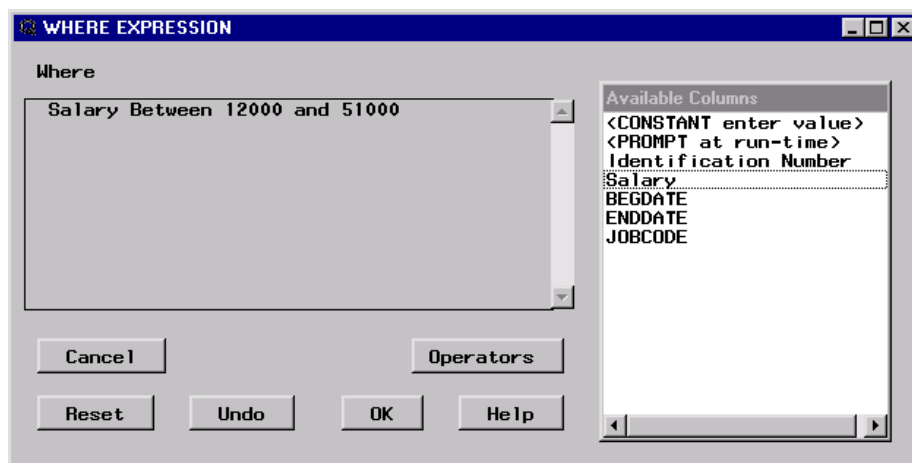 WHERE EXPRESSION
Where
Salary Between 12000 and 51000
Available Columns
<CONSTANT enter value>
<PROMPT at run-time>
Identification Number
Salary
BEGDATE
ENDDATE
JOBCODE
Cancel
Operators
Reset
Undo
OK
Help